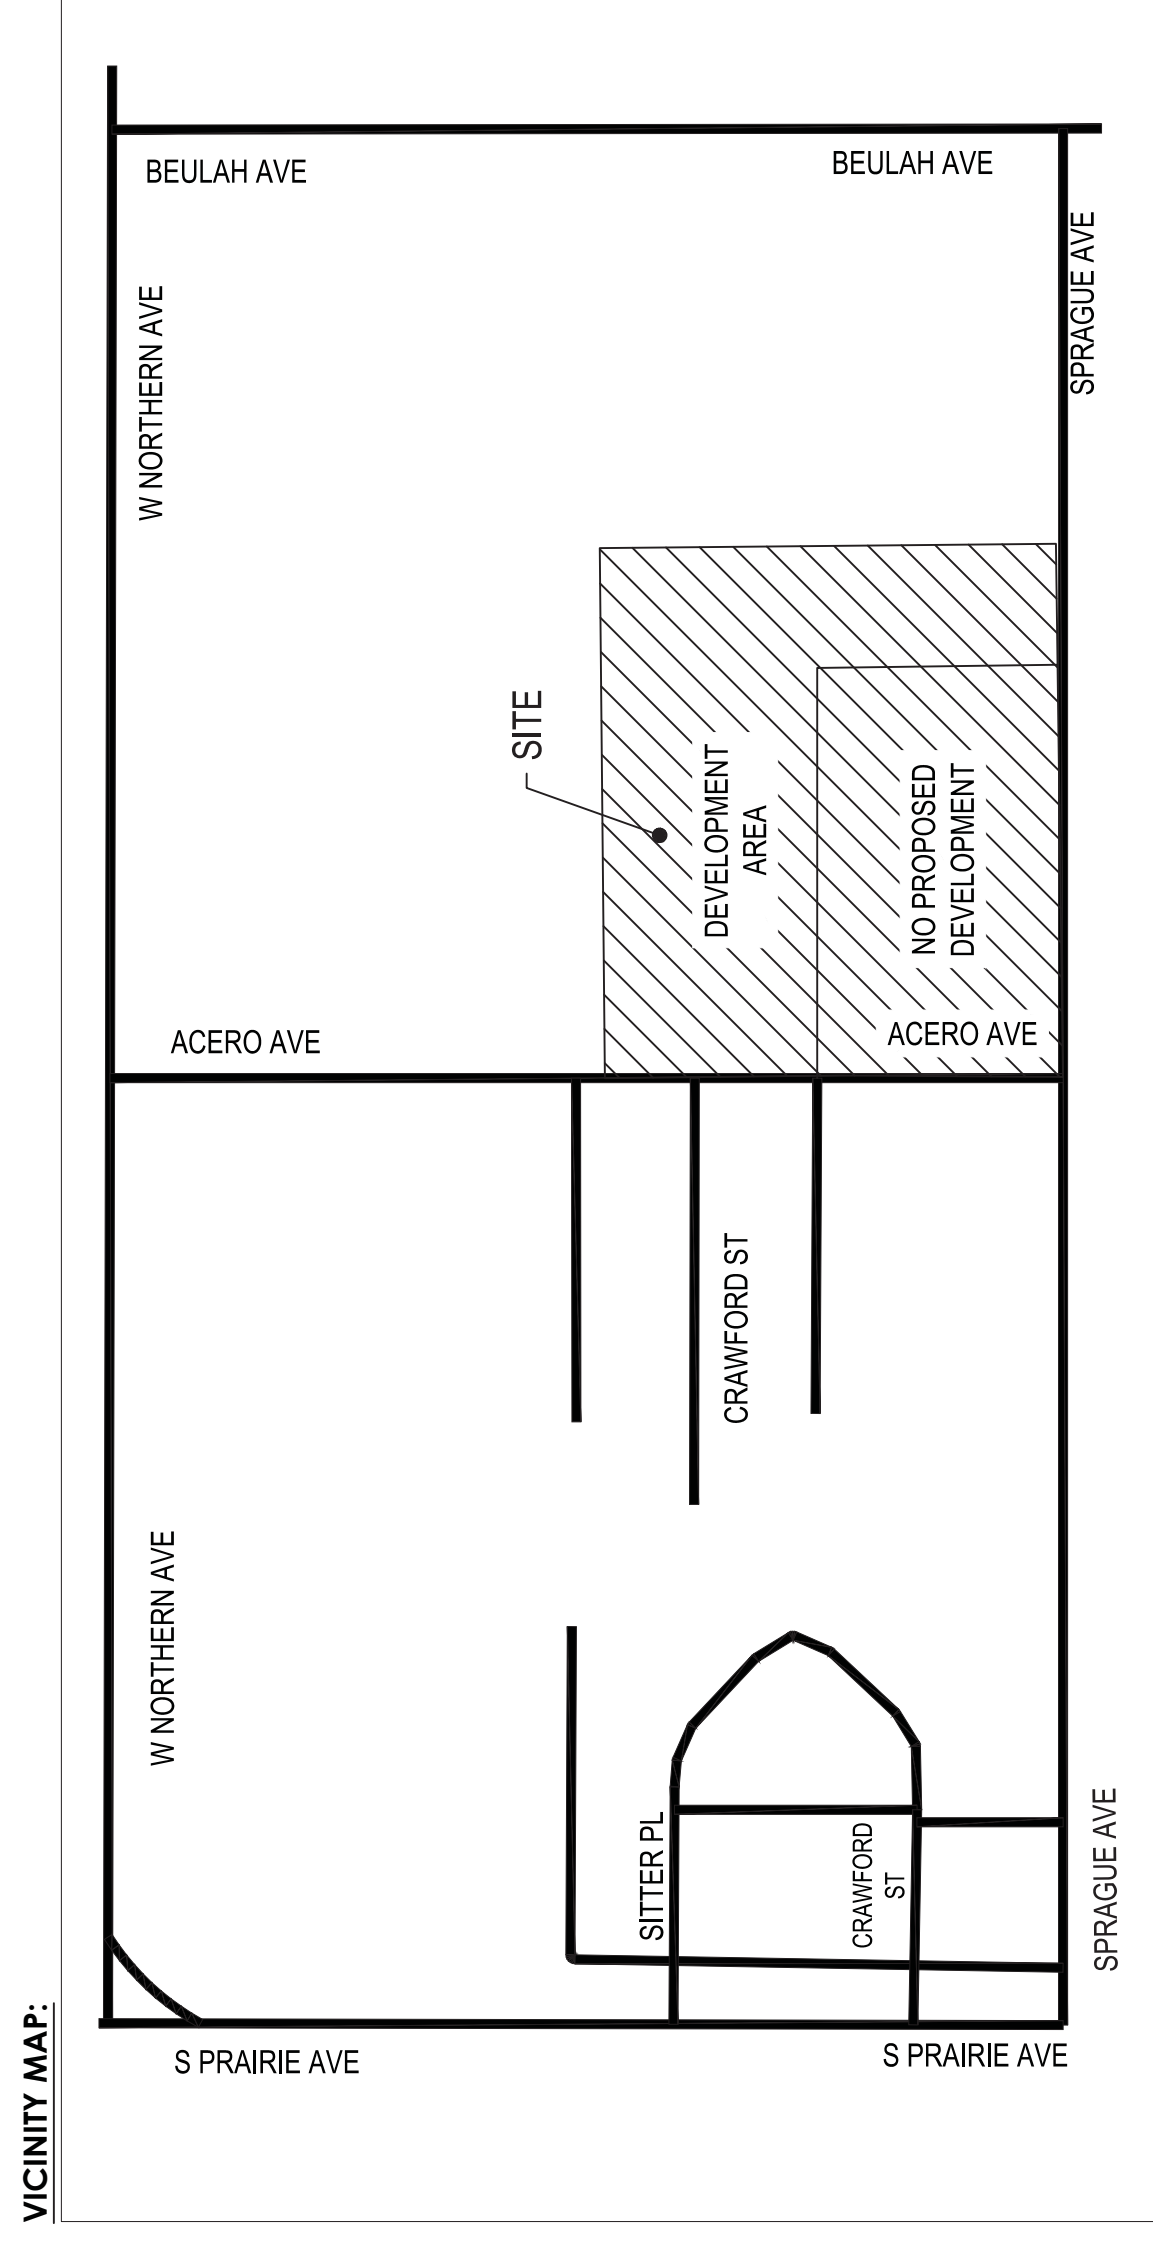 VICINITY MAP:
BEULAH AVE
BEULAH AVE
W NORTHERN AVE
SPRAGUE AVE
SITE
DEVELOPMENT
AREA
NO PROPOSED
DEVELOPMENT
ACERO AVE
ACERO AVE
CRAWFORD ST
W NORTHERN AVE
SITTER PL
CRAWFORD
ST
SPRAGUE AVE
S PRAIRIE AVE
S PRAIRIE AVE